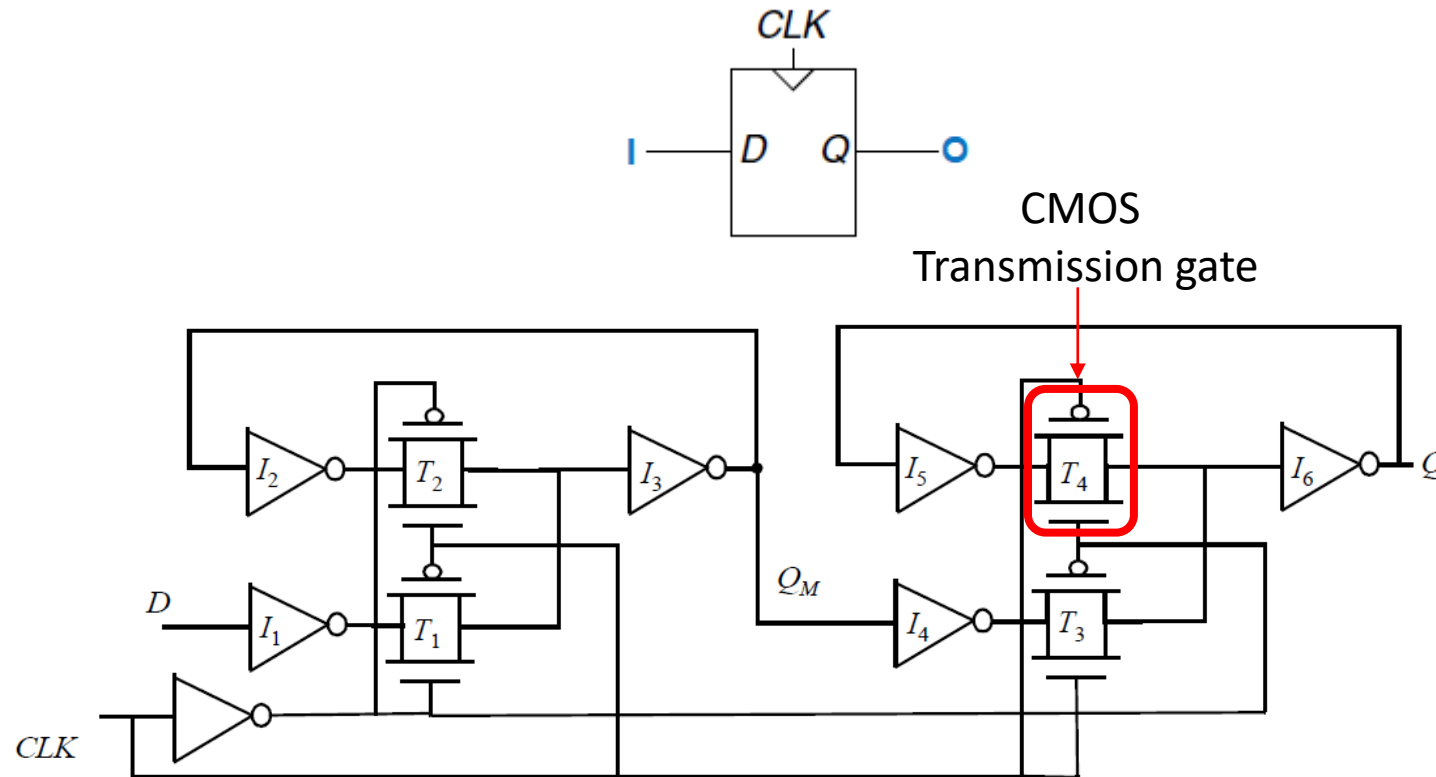 CLK
I D Q O
CMOS
Transmission gate
I2 T2 I3 I5 T4 I6 Q
D I1 T1 QM I4 T3
CLK